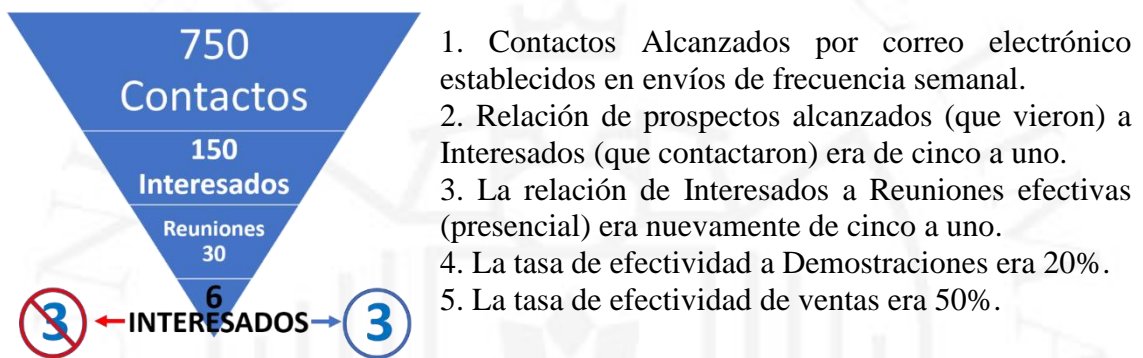 750
Contactos
150
Interesados
Reuniones
30
6
3 INTERESADOS 3
1. Contactos Alcanzados por correo electrónico
establecidos en envíos de frecuencia semanal.
2. Relación de prospectos alcanzados (que vieron) a
Interesados (que contactaron) era de cinco a uno.
3. La relación de Interesados a Reuniones efectivas
(presencial) era nuevamente de cinco a uno.
4. La tasa de efectividad a Demostraciones era 20%.
5. La tasa de efectividad de ventas era 50%.